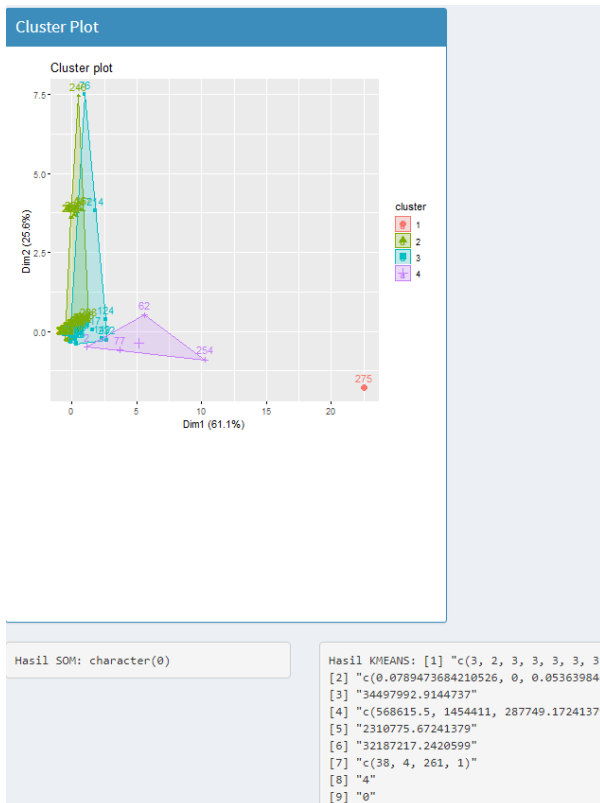 Cluster Plot
Cluster plot
7.5
5.0
2.5
0.0
Dim2 (25.6%)
0
5
10
15
20
Dim1 (61.1%)
76
214
124
62
77
254
275
cluster
1
2
3
4
Hasil SOM: character(0)
Hasil KMEANS: [1] "c(3, 2, 3, 3, 3, 3, 3
[2] "c(0.0789473684210526, 0, 0.05363984
[3] "34497992.9144737"
[4] "c(568615.5, 1454411, 287749.1724137
[5] "2310775.67241379"
[6] "32187217.2420599"
[7] "c(38, 4, 261, 1)"
[8] "4"
[9] "0"